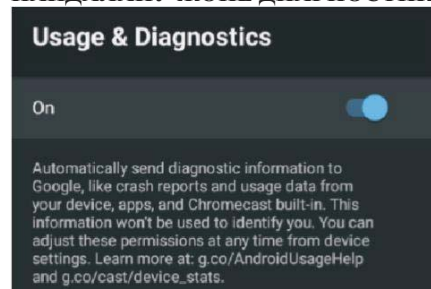 Usage & Diagnostics
On
Automatically send diagnostic information to
Google, like crash reports and usage data from
your device, apps, and Chromecast built-in. This
information won't be used to identify you. You can
adjust these permissions at any time from device
settings. Learn more at: g.co/AndroidUsageHelp
and g.co/cast/device_stats.